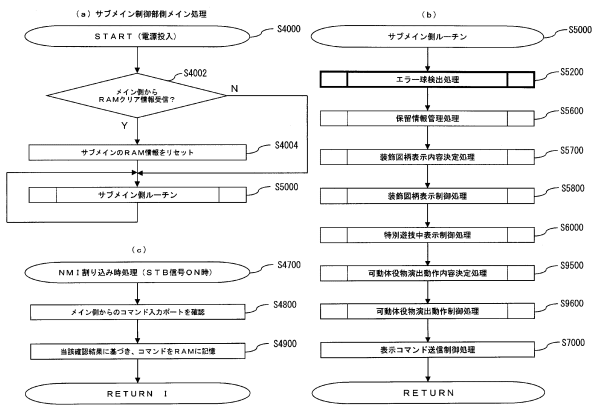 (a) サブメイン制御部側メイン処理
START (電源投入)
S4000
メイン側から
RAMクリア情報受信?
S4002
N
Y
サブメインのRAM情報をリセット
S4004
サブメイン側ルーチン
S5000
(b)
サブメイン側ルーチン
S5000
エラー球検出処理
S5200
保留情報管理処理
S5600
装飾図柄表示内容決定処理
S5700
装飾図柄表示制御処理
S5800
特別遊技中表示制御処理
S6000
可動体役物演出動作内容決定処理
S9500
可動体役物演出動作制御処理
S9600
表示コマンド送信制御処理
S7000
RETURN
(c)
NMI割り込み時処理 (STB信号ON時)
S4700
メイン側からのコマンド入力ポートを確認
S4800
当該確認結果に基づき、コマンドをRAMに記憶
S4900
RETURN I